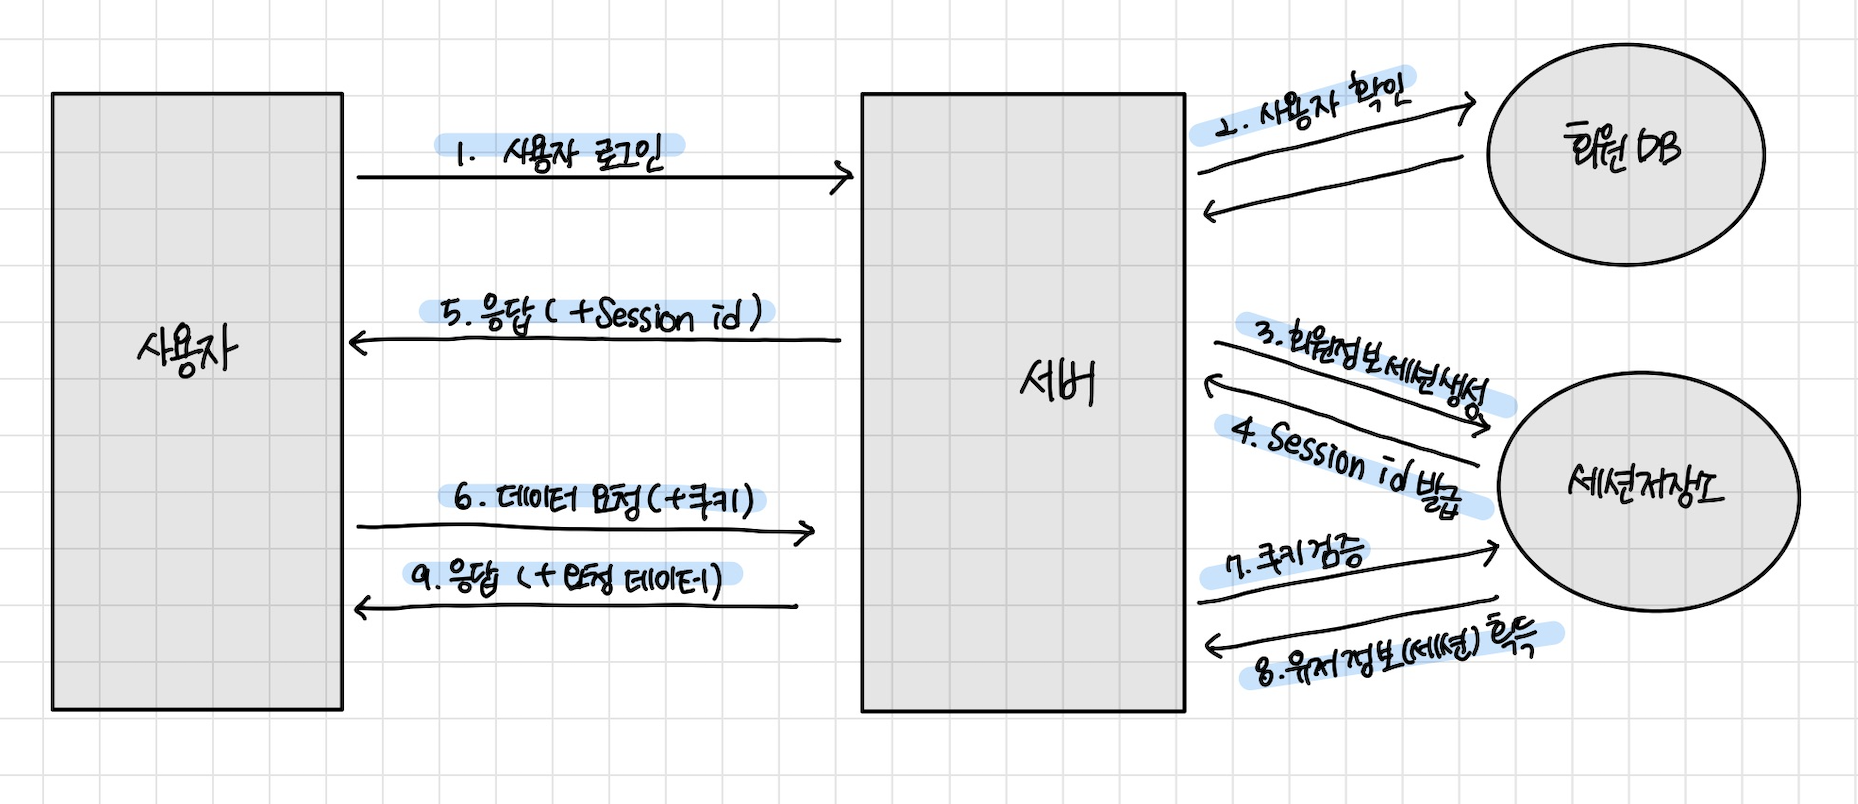 1. 사용자 로그인
2. 사용자 확인
회원 DB
5. 응답 ( +Session id )
3. 회원정보 세션 생성
사용자
서버
4. Session id 발급
세션저장소
6. 데이터 요청 (+쿠키)
7. 쿠키 검증
9. 응답 (+ 요청 데이터)
8. 유저정보(세션) 획득